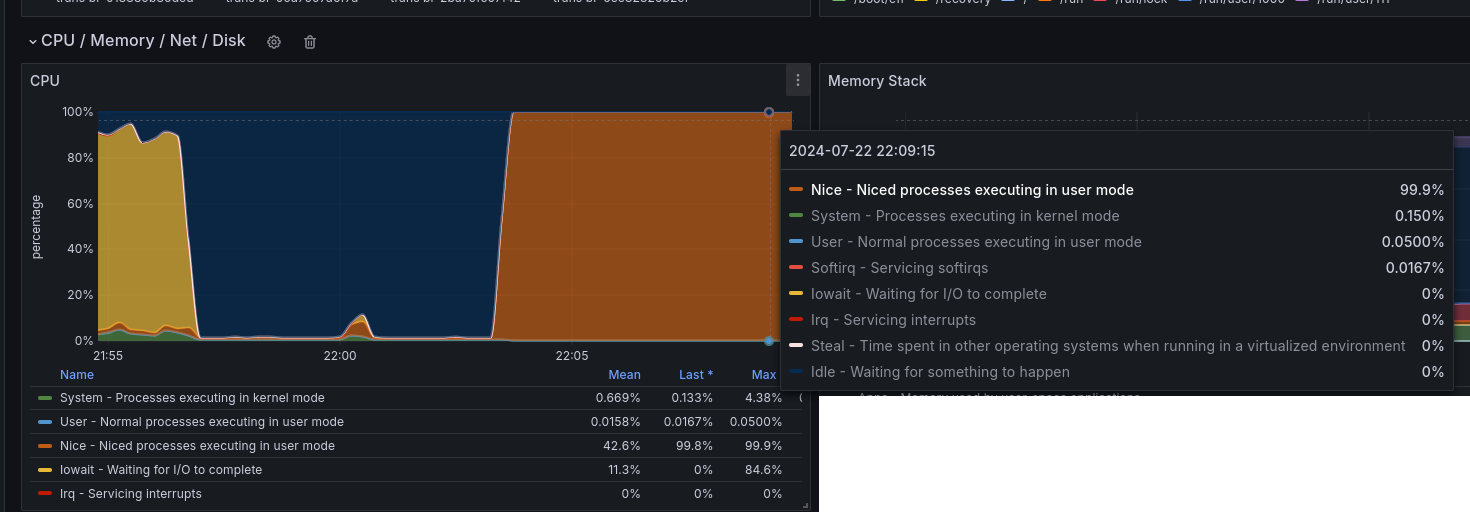 /recovery / /run /run/lock /run/user/1000
CPU / Memory / Net / Disk
CPU
Memory Stack
percentage
100%
80%
60%
40%
20%
0%
21:55 22:00 22:05
2024-07-22 22:09:15
Nice - Niced processes executing in user mode 99.9%
System - Processes executing in kernel mode 0.150%
User - Normal processes executing in user mode 0.0500%
Softirq - Servicing softirqs 0.0167%
Iowait - Waiting for I/O to complete 0%
Irq - Servicing interrupts 0%
Steal - Time spent in other operating systems when running in a virtualized environment 0%
Idle - Waiting for something to happen 0%
Name Mean Last * Max
System - Processes executing in kernel mode 0.669% 0.133% 4.38%
User - Normal processes executing in user mode 0.0158% 0.0167% 0.0500%
Nice - Niced processes executing in user mode 42.6% 99.8% 99.9%
Iowait - Waiting for I/O to complete 11.3% 0% 84.6%
Irq - Servicing interrupts 0% 0% 0%